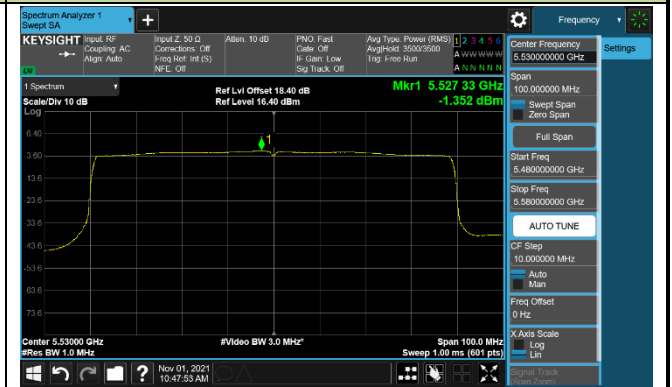 Spectrum Analyzer 1
Swept SA
Frequency
KEYSIGHT
Input: RF
Coupling: AC
Align: Auto
Input Z: 50 Ω
Corrections: Off
Freq Ref: Int (S)
NFE: Off
Atten: 10 dB
PNO: Fast
Gate: Off
IF Gain: Low
Sig Track: Off
Avg Type: Power (RMS)
Avg|Hold: 3500/3500
Trig: Free Run
1 2 3 4 5 6
A W W W W W
A N N N N N
1 Spectrum
Scale/Div 10 dB
Log
Ref Lvl Offset 18.40 dB
Ref Level 16.40 dBm
Mkr1 5.527 33 GHz
-1.352 dBm
1
6.40
-3.60
-13.6
-23.6
-33.6
-43.6
-53.6
-63.6
-73.6
Center 5.53000 GHz
#Res BW 1.0 MHz
#Video BW 3.0 MHz*
Span 100.0 MHz
Sweep 1.00 ms (601 pts)
Nov 01, 2021
10:47:53 AM
Center Frequency
5.530000000 GHz
Settings
Span
100.000000 MHz
Swept Span
Zero Span
Full Span
Start Freq
5.480000000 GHz
Stop Freq
5.580000000 GHz
AUTO TUNE
CF Step
10.000000 MHz
Auto
Man
Freq Offset
0 Hz
X Axis Scale
Log
Lin
Signal Track
(Span Zoom)